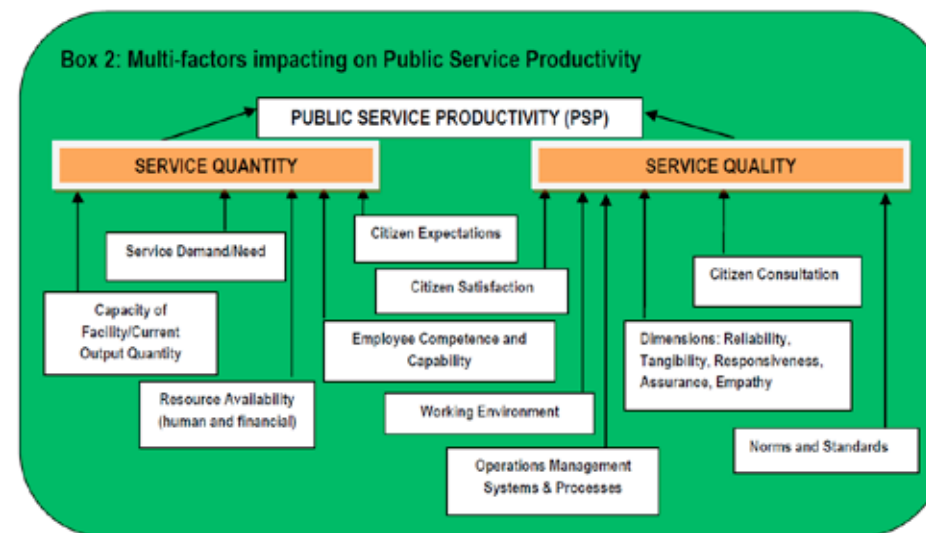 Box 2: Multi-factors impacting on Public Service Productivity
PUBLIC SERVICE PRODUCTIVITY (PSP)
SERVICE QUANTITY
SERVICE QUALITY
Citizen Expectations
Service Demand/Need
Citizen Consultation
Citizen Satisfaction
Capacity of
Facility/Current
Output Quantity
Employee Competence and
Capability
Dimensions: Reliability,
Tangibility, Responsiveness,
Assurance, Empathy
Resource Availability
(human and financial)
Working Environment
Norms and Standards
Operations Management
Systems & Processes